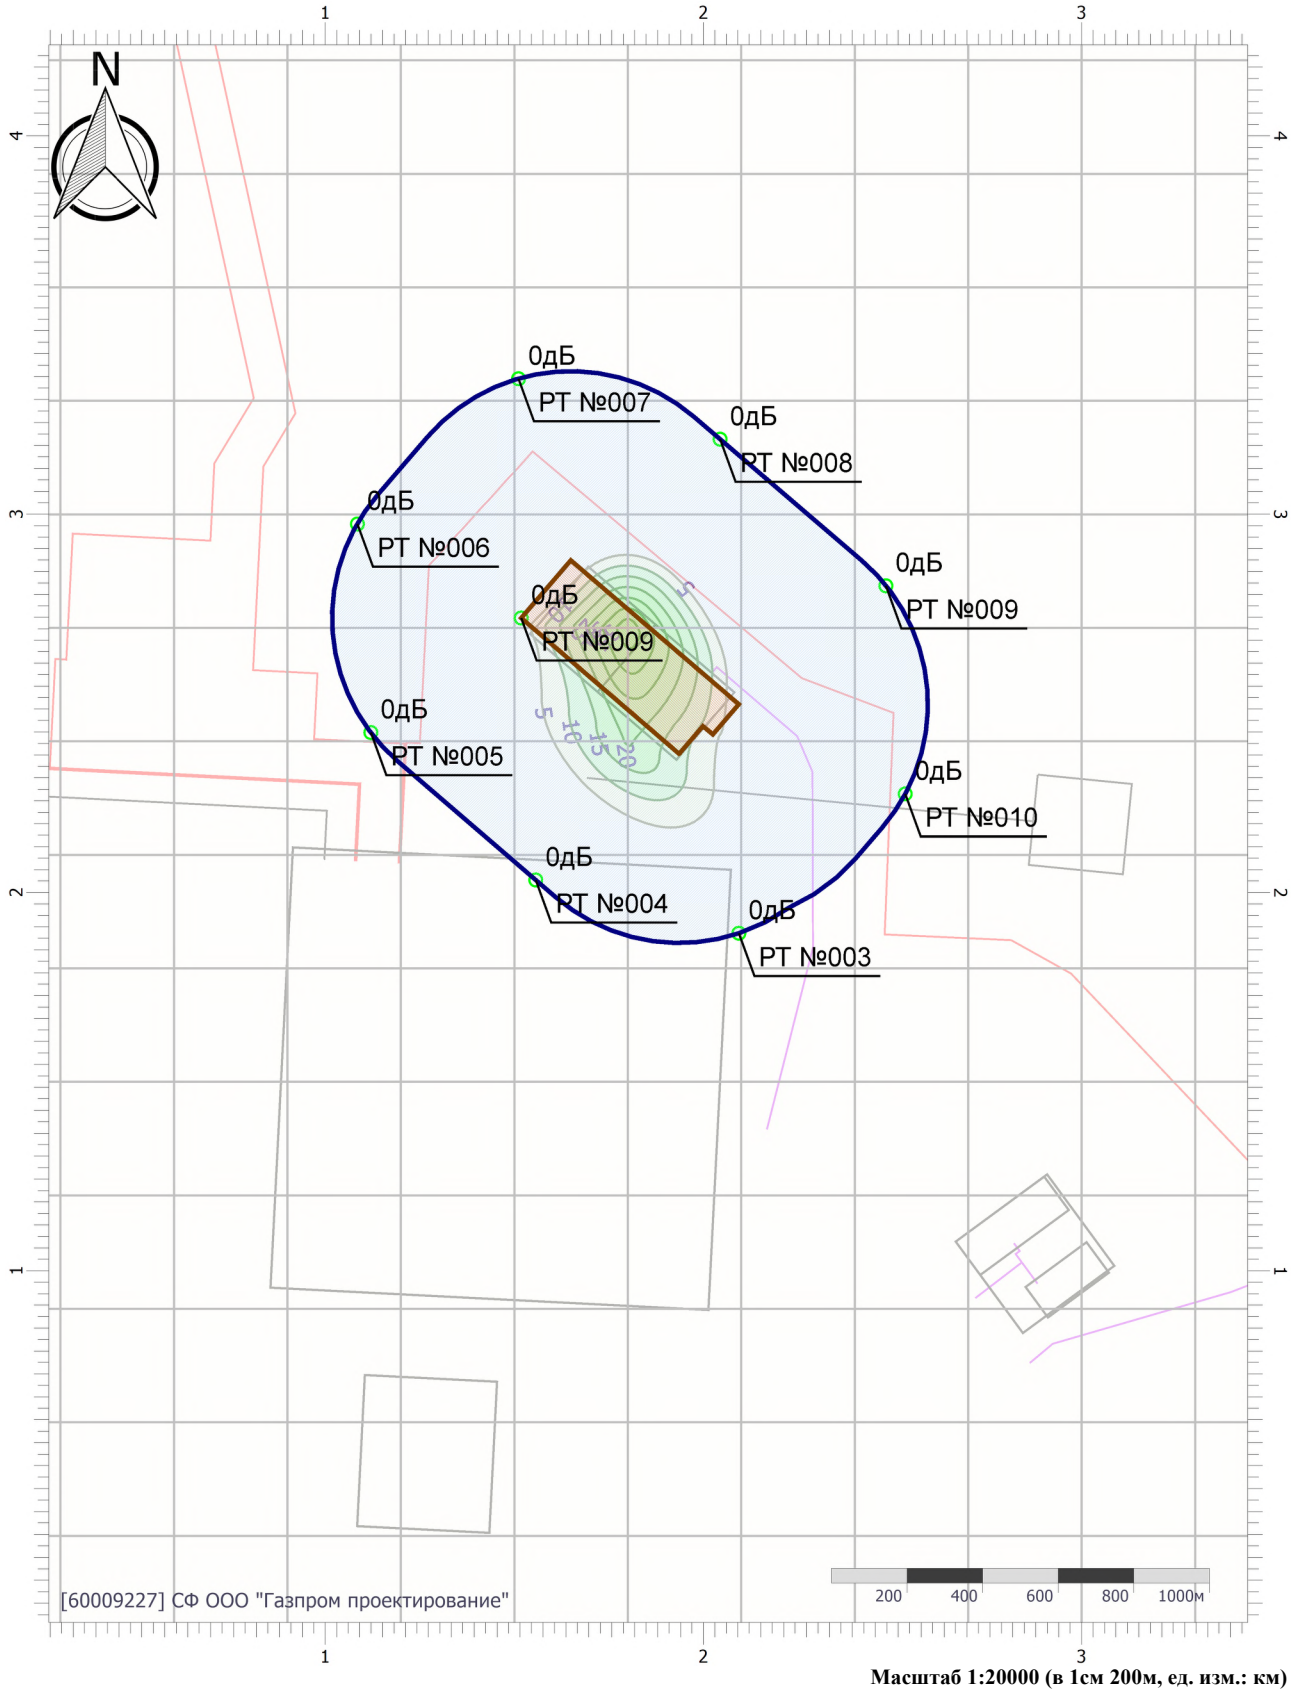 1 2 3
N
4 4
0дБ
РТ №007
0дБ
РТ №008
0дБ
РТ №006
3 3
0дБ
РТ №009
5
0дБ
РТ №009
0дБ
РТ №005
5 10 15 20
0дБ
РТ №010
0дБ
РТ №004
2 2
0дБ
РТ №003
1 1
200 400 600 800 1000м
[60009227] СФ ООО "Газпром проектирование"
1 2 3
Масштаб 1:20000 (в 1см 200м, ед. изм.: км)